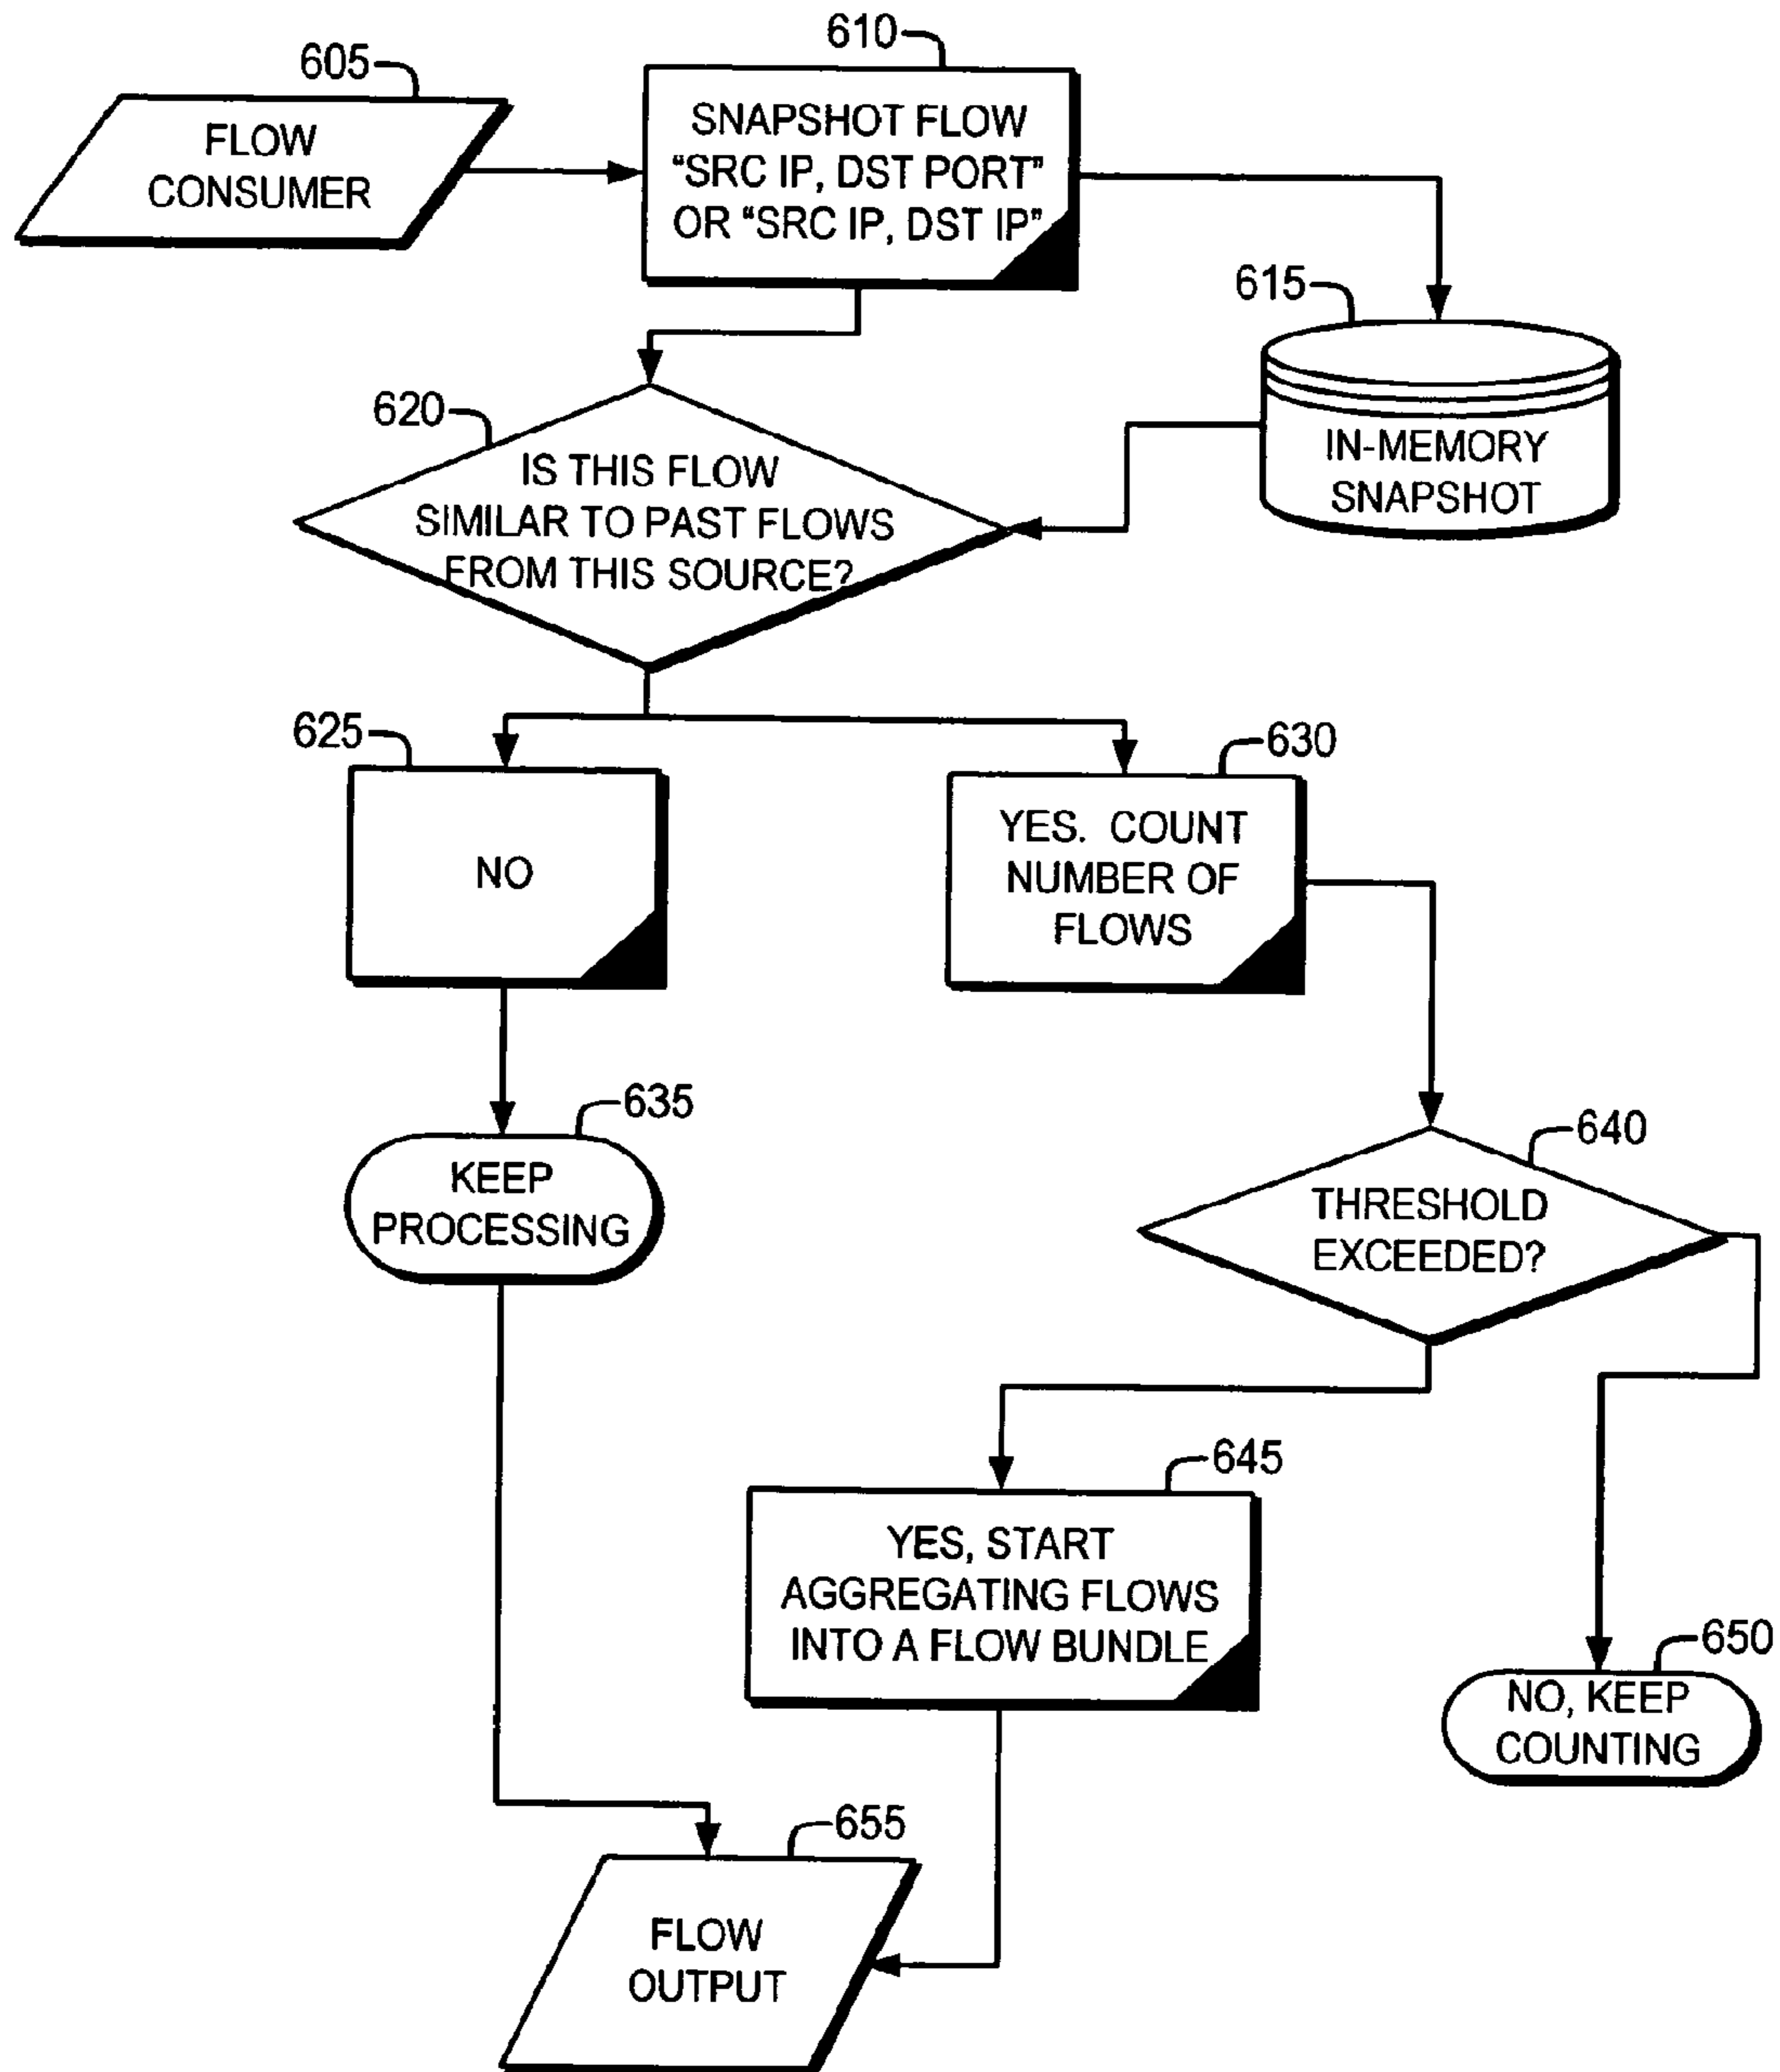 610
605
FLOW
CONSUMER
SNAPSHOT FLOW
“SRC IP, DST PORT”
OR “SRC IP, DST IP”
615
IN-MEMORY
SNAPSHOT
620
IS THIS FLOW
SIMILAR TO PAST FLOWS
FROM THIS SOURCE?
625
NO
630
YES. COUNT
NUMBER OF
FLOWS
635
KEEP
PROCESSING
640
THRESHOLD
EXCEEDED?
645
YES, START
AGGREGATING FLOWS
INTO A FLOW BUNDLE
650
NO, KEEP
COUNTING
655
FLOW
OUTPUT